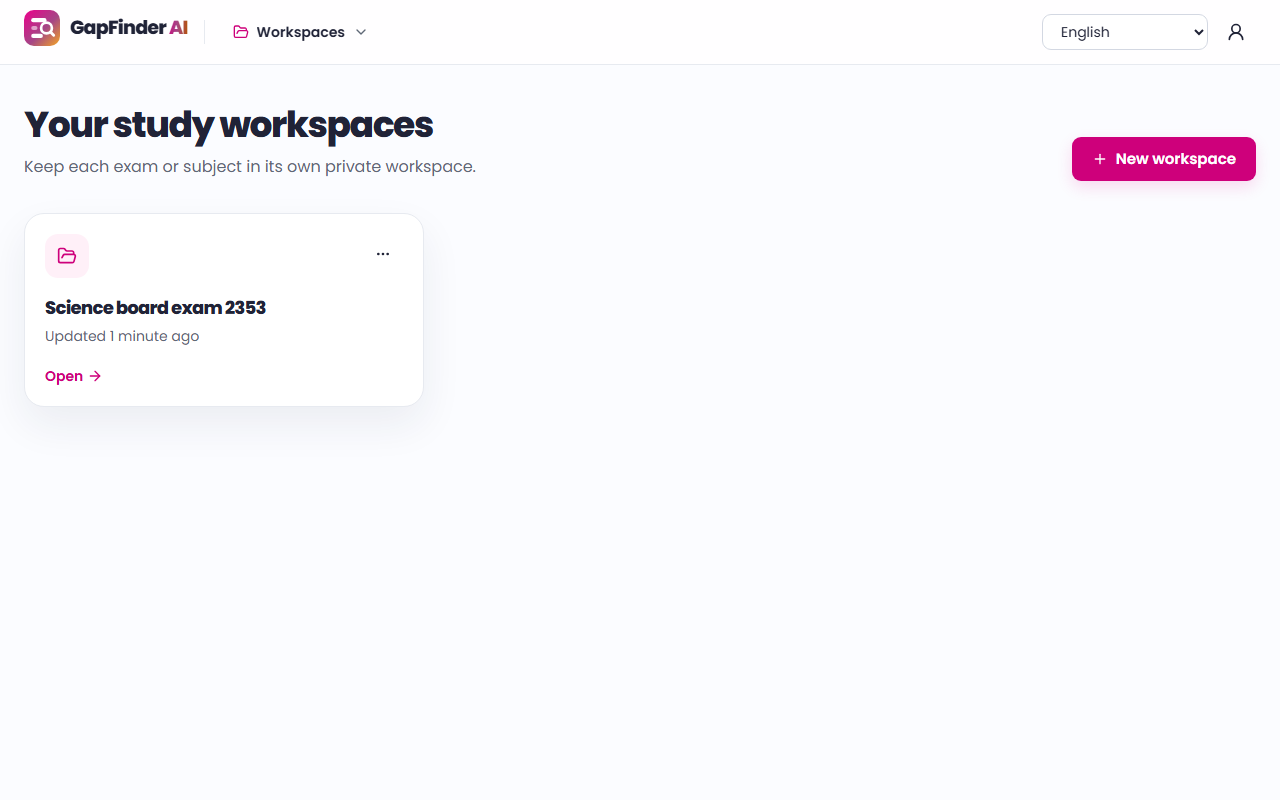 GapFinder AI
Workspaces
English
Your study workspaces
Keep each exam or subject in its own private workspace.
+ New workspace
...
Science board exam 2353
Updated 1 minute ago
Open →